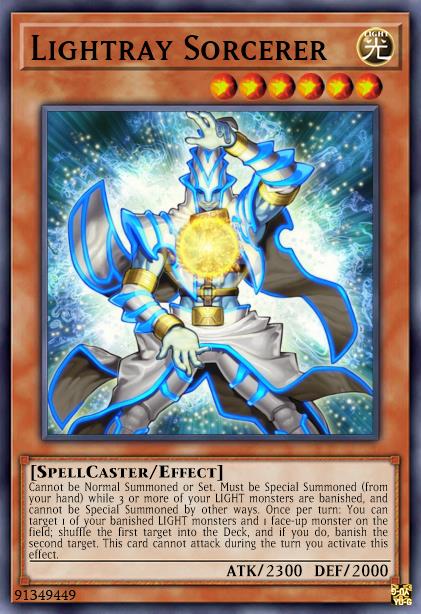 Lightray Sorcerer
LIGHT
光
[SpellCaster/Effect]
Cannot be Normal Summoned or Set. Must be Special Summoned (from
your hand) while 3 or more of your LIGHT monsters are banished, and
cannot be Special Summoned by other ways. Once per turn: You can
target 1 of your banished LIGHT monsters and 1 face-up monster on
the field; shuffle the first target into the Deck, and if you do, banish the
second target. This card cannot attack during the turn you activate this
effect.
ATK/2300 DEF/2000
91349449